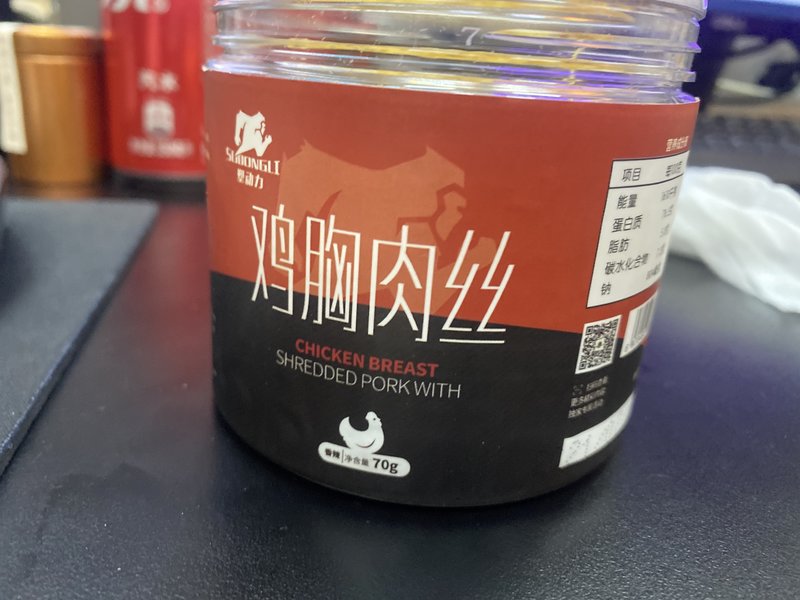 SUDONGLI
塑动力
鸡胸肉丝
CHICKEN BREAST
SHREDDED PORK WITH
香辣 净含量 70g
营养成分表
项目
能量
蛋白质
脂肪
碳水化合物
钠
汽水